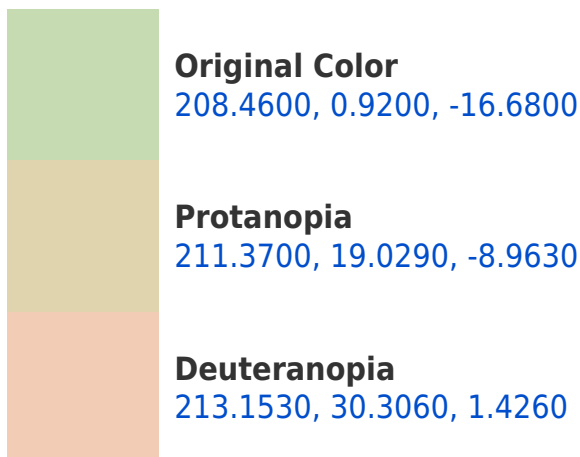 Original Color
208.4600, 0.9200, -16.6800
Protanopia
211.3700, 19.0290, -8.9630
Deuteranopia
213.1530, 30.3060, 1.4260